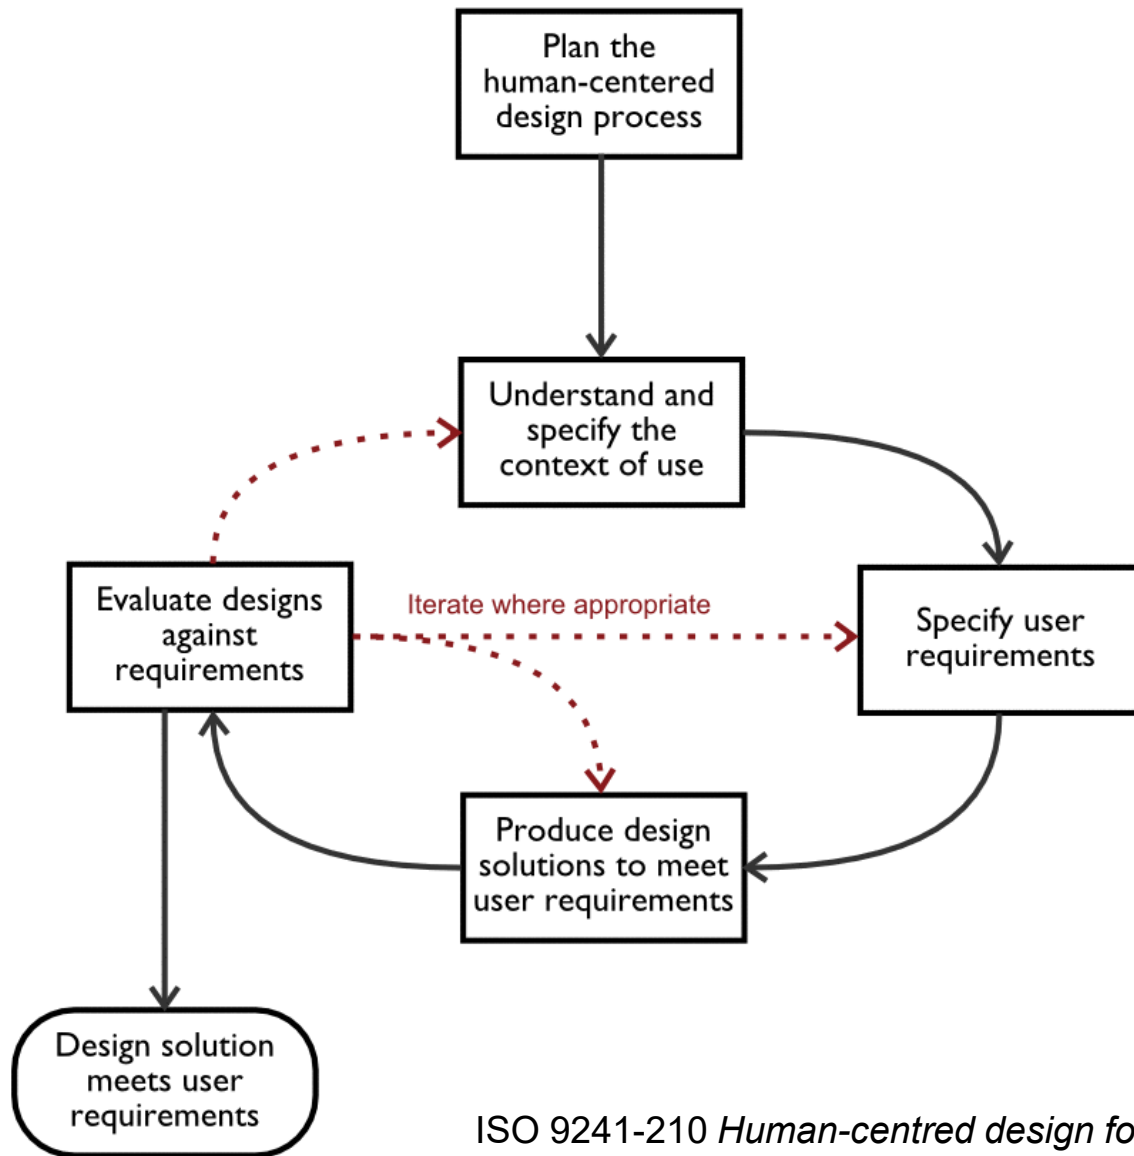 Plan the
human-centered
design process
Understand and
specify the
context of use
Evaluate designs
against
requirements
Iterate where appropriate
Specify user
requirements
Produce design
solutions to meet
user requirements
Design solution
meets user
requirements
ISO 9241-210 Human-centred design fo